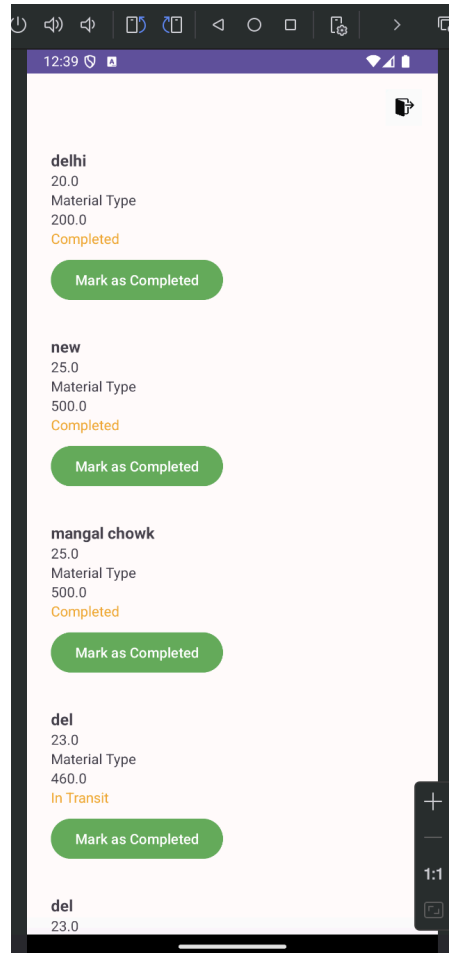 12:39
delhi
20.0
Material Type
200.0
Completed
Mark as Completed
new
25.0
Material Type
500.0
Completed
Mark as Completed
mangal chowk
25.0
Material Type
500.0
Completed
Mark as Completed
del
23.0
Material Type
460.0
In Transit
Mark as Completed
1:1
del
23.0